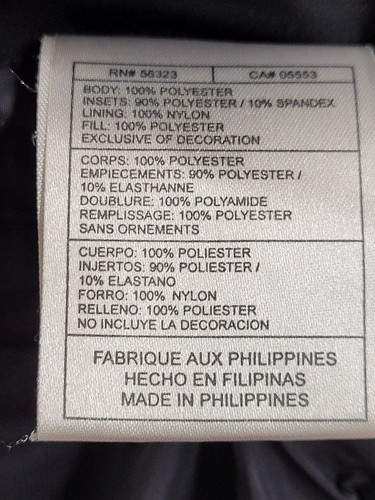 RN# 56323 CA# 05553
BODY: 100% POLYESTER
INSETS: 90% POLYESTER / 10% SPANDEX
LINING: 100% NYLON
FILL: 100% POLYESTER
EXCLUSIVE OF DECORATION
CORPS: 100% POLYESTER
EMPIECEMENTS: 90% POLYESTER /
10% ELASTHANNE
DOUBLURE: 100% POLYAMIDE
REMPLISSAGE: 100% POLYESTER
SANS ORNEMENTS
CUERPO: 100% POLIESTER
INJERTOS: 90% POLIESTER /
10% ELASTANO
FORRO: 100% NYLON
RELLENO: 100% POLIESTER
NO INCLUYE LA DECORACION
FABRIQUE AUX PHILIPPINES
HECHO EN FILIPINAS
MADE IN PHILIPPINES